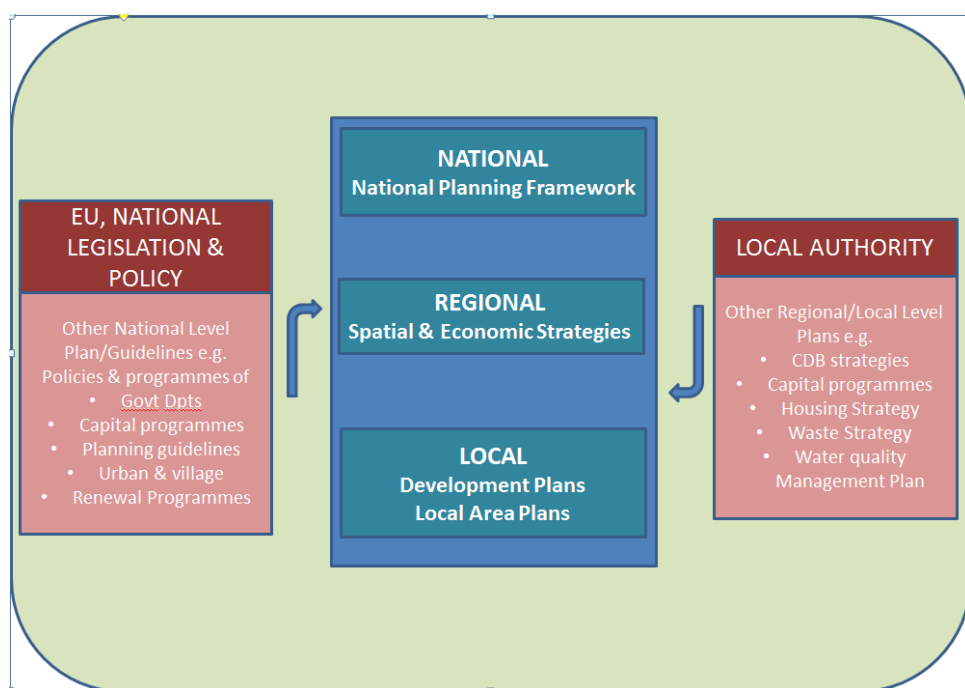 EU, NATIONAL
LEGISLATION &
POLICY
Other National Level
Plan/Guidelines e.g.
Policies & programmes of
• Govt Dpts
• Capital programmes
• Planning guidelines
• Urban & village
• Renewal Programmes
NATIONAL
National Planning Framework
REGIONAL
Spatial & Economic Strategies
LOCAL
Development Plans
Local Area Plans
LOCAL AUTHORITY
Other Regional/Local Level
Plans e.g.
• CDB strategies
• Capital programmes
• Housing Strategy
• Waste Strategy
• Water quality
Management Plan